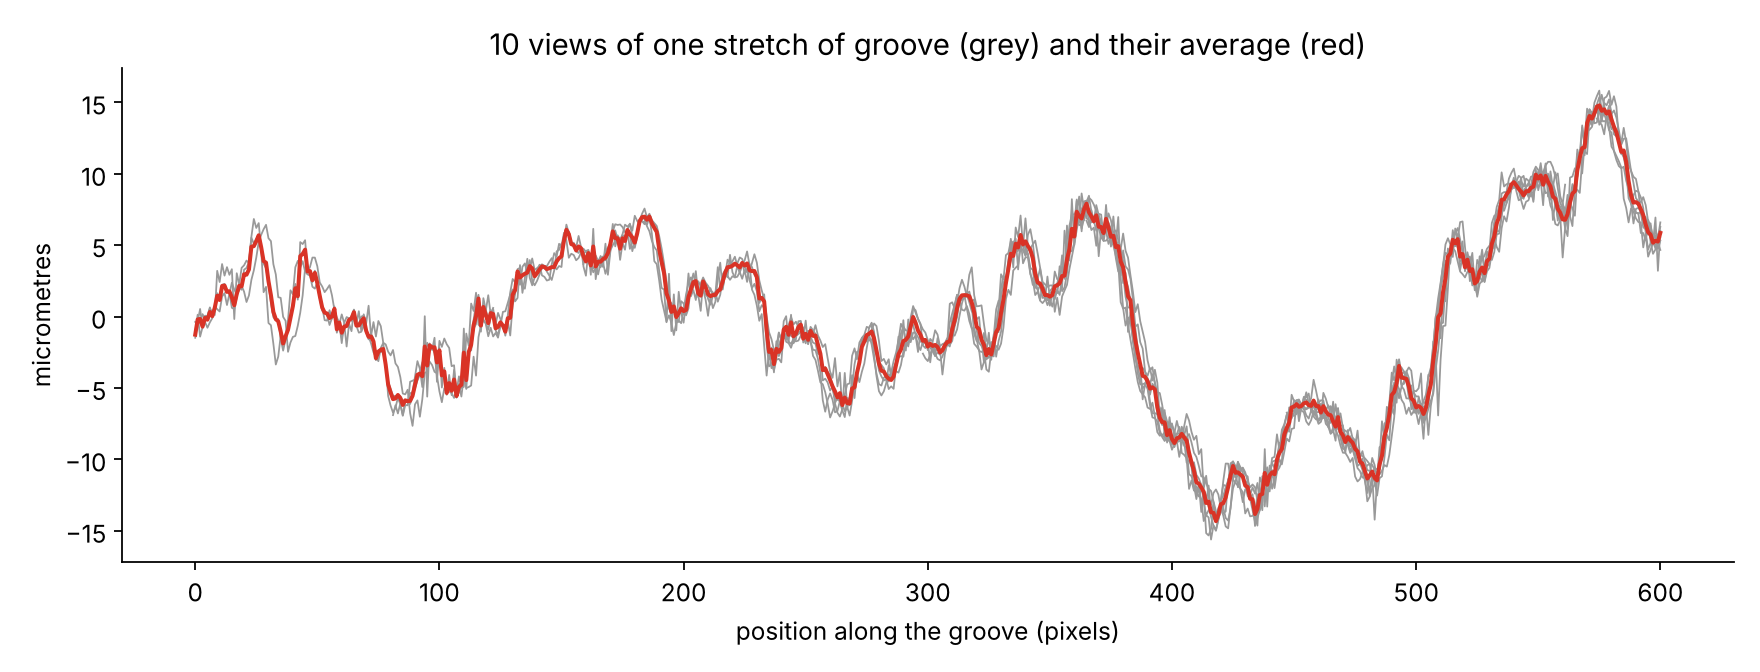 10 views of one stretch of groove (grey) and their average (red)
micrometres
15
10
5
0
−5
−10
−15
0 100 200 300 400 500 600
position along the groove (pixels)